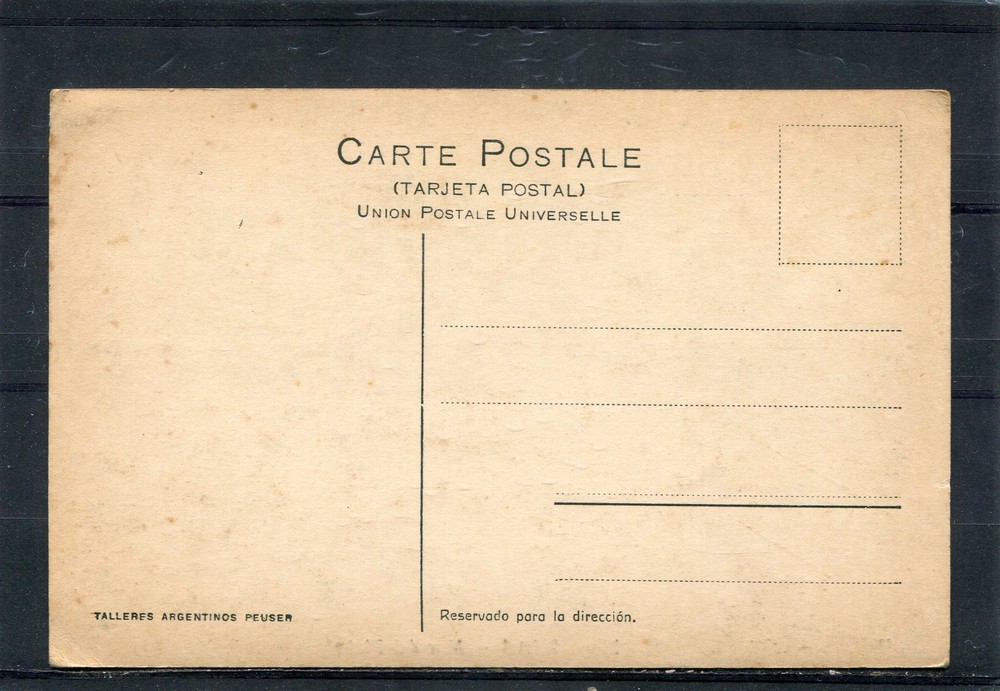 CARTE POSTALE
(TARJETA POSTAL)
UNION POSTALE UNIVERSELLE
TALLERES ARGENTINOS PEUSER
Reservado para la dirección.